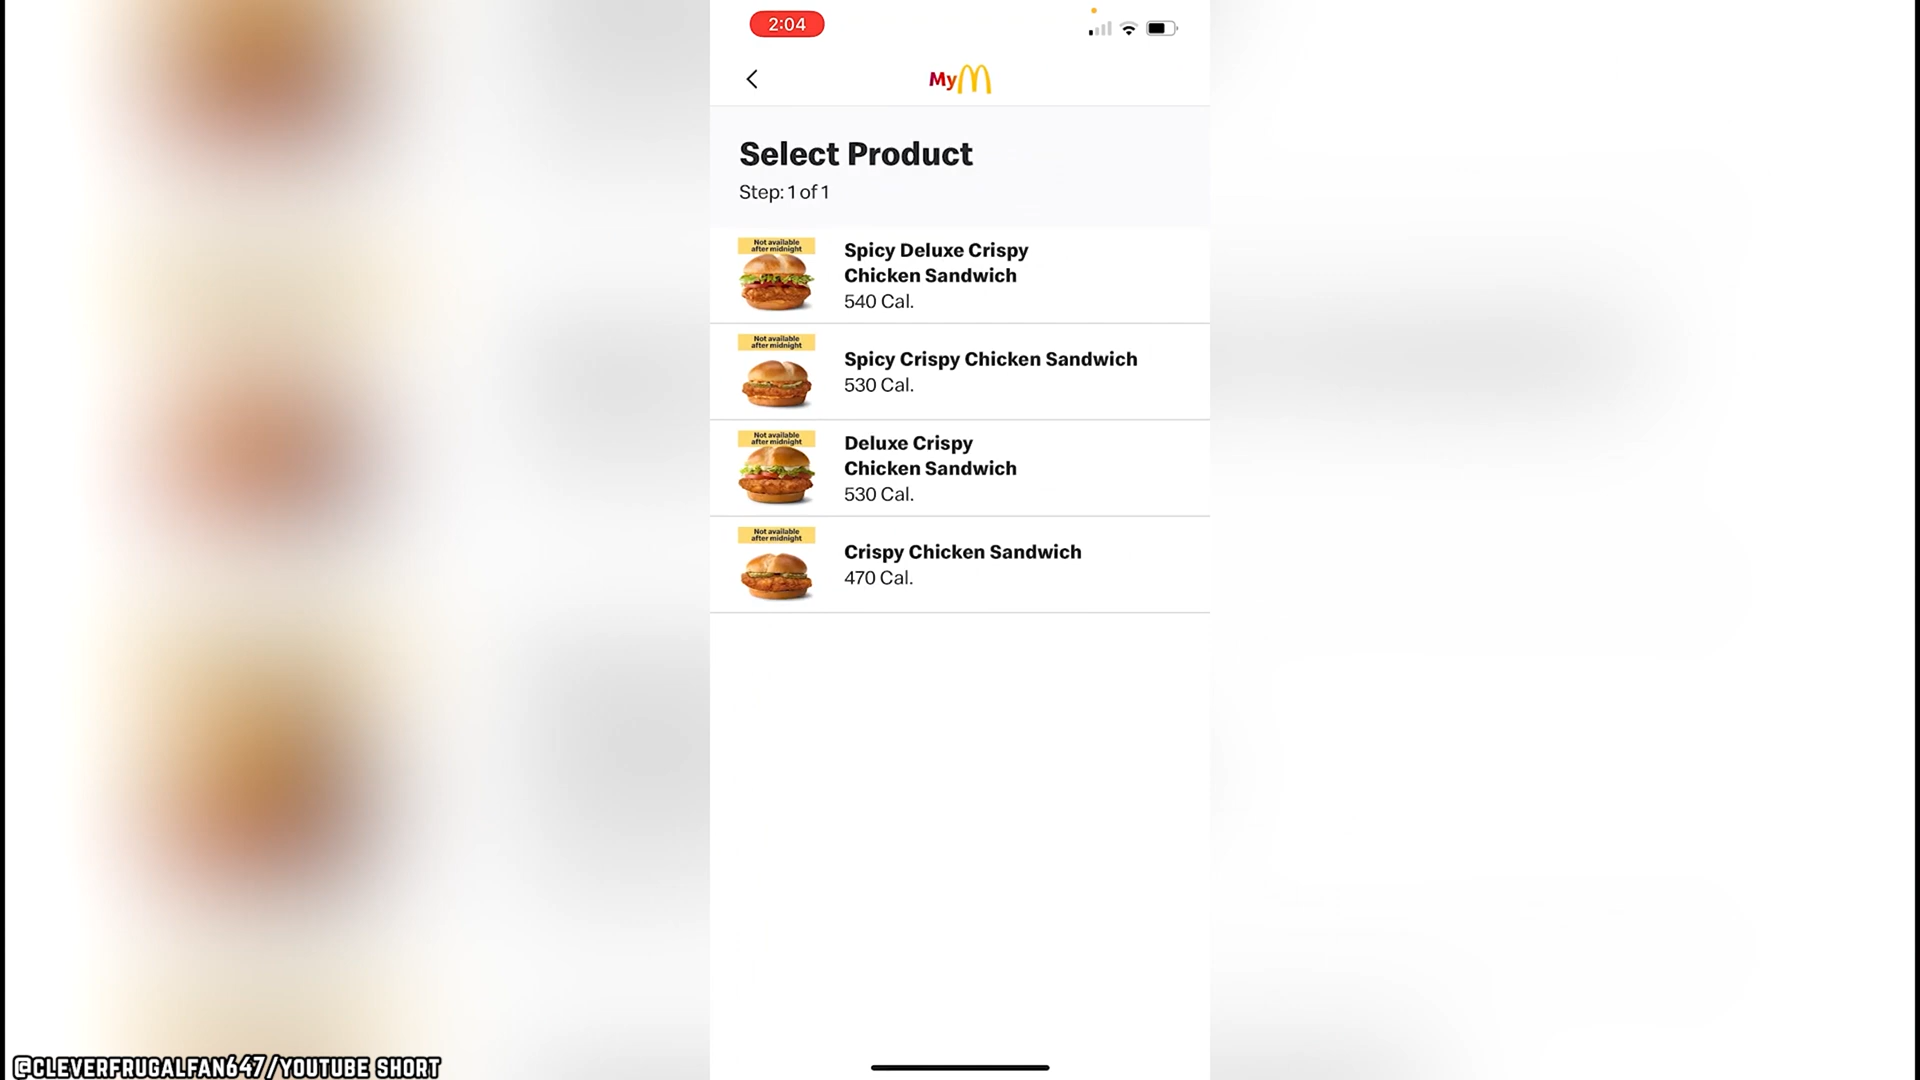 2:04
My
Select Product
Step: 1 of 1
Not available
after midnight
Spicy Deluxe Crispy
Chicken Sandwich
540 Cal.
Not available
after midnight
Spicy Crispy Chicken Sandwich
530 Cal.
Not available
after midnight
Deluxe Crispy
Chicken Sandwich
530 Cal.
Not available
after midnight
Crispy Chicken Sandwich
470 Cal.
@CLEVERFRUGALFAN647/YOUTUBE SHORT